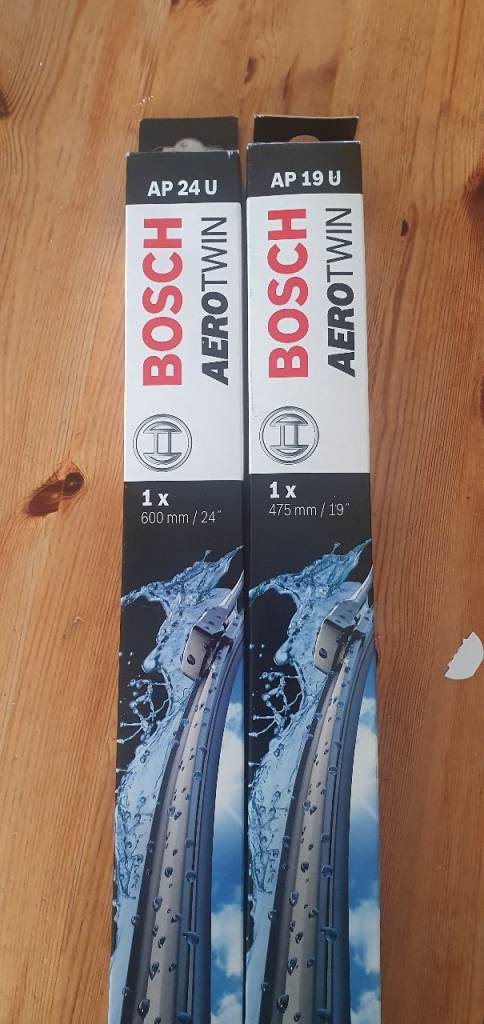 AP 24 U
BOSCH
AEROTWIN
1 x
600 mm / 24"
AP 19 U
BOSCH
AEROTWIN
1 x
475 mm / 19"